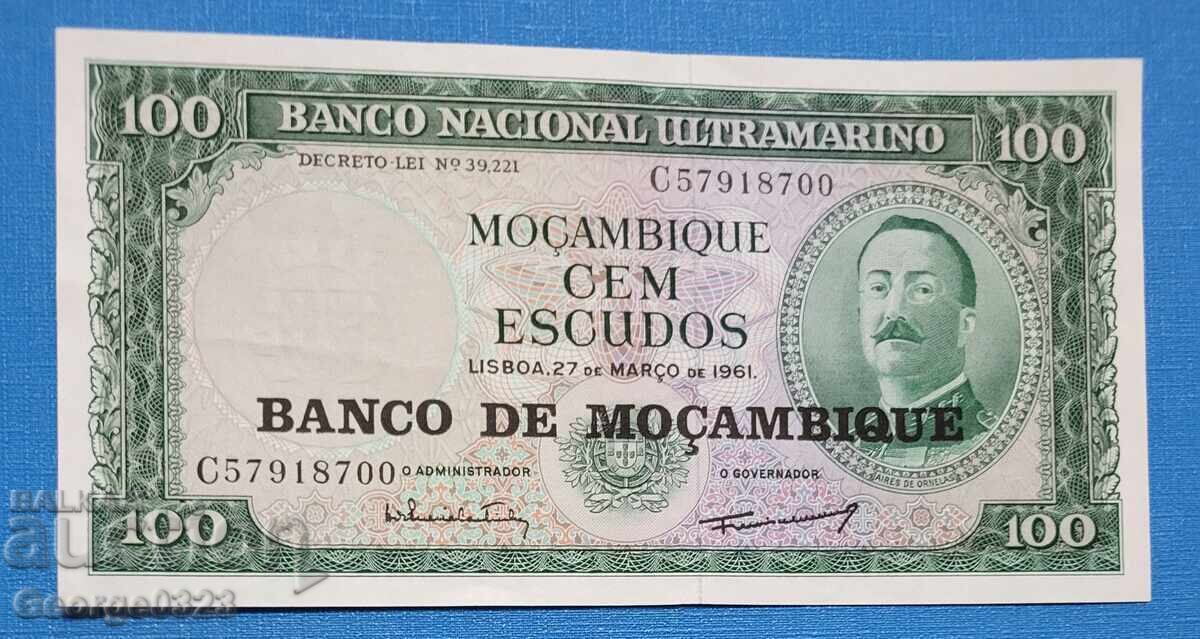 100 BANCO NACIONAL ULTRAMARINO 100
DECRETO-LEI Nº 39,221
C57918700
MOÇAMBIQUE
CEM
ESCUDOS
LISBOA, 27 DE MARÇO DE 1961.
BANCO DE MOÇAMBIQUE
C57918700 O ADMINISTRADOR O GOVERNADOR
AIRES DE ORNELAS
100 100
George0323